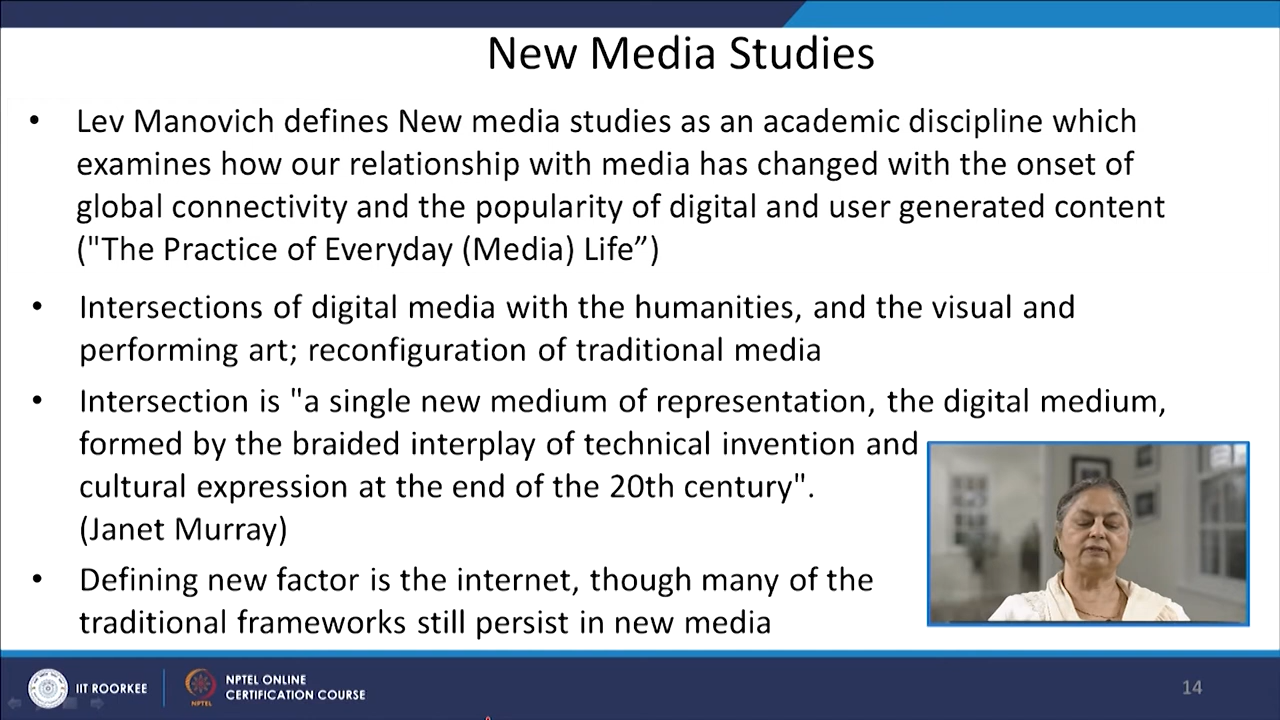 New Media Studies
• Lev Manovich defines New media studies as an academic discipline which
examines how our relationship with media has changed with the onset of
global connectivity and the popularity of digital and user generated content
("The Practice of Everyday (Media) Life”)
• Intersections of digital media with the humanities, and the visual and
performing art; reconfiguration of traditional media
• Intersection is "a single new medium of representation, the digital medium,
formed by the braided interplay of technical invention and
cultural expression at the end of the 20th century".
(Janet Murray)
• Defining new factor is the internet, though many of the
traditional frameworks still persist in new media
IIT ROORKEE
NPTEL
NPTEL ONLINE
CERTIFICATION COURSE
14